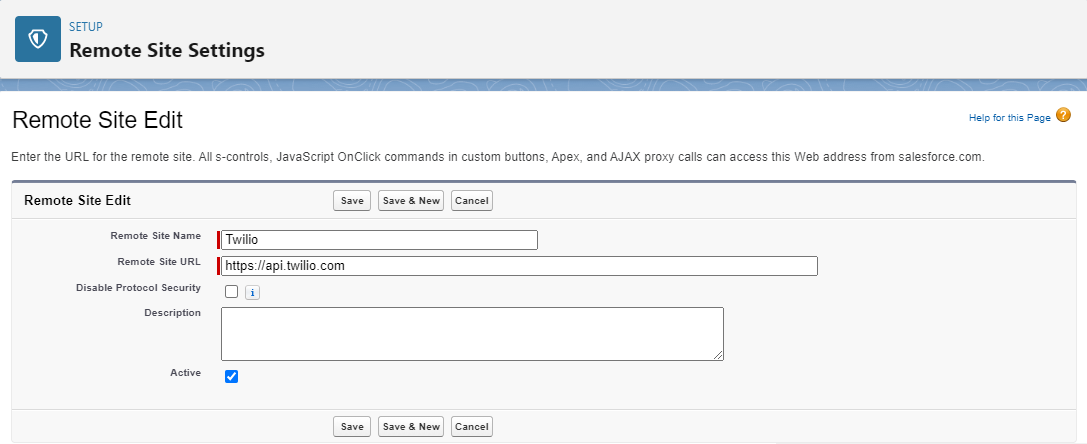 SETUP
Remote Site Settings
Remote Site Edit
Help for this Page ?
Enter the URL for the remote site. All s-controls, JavaScript OnClick commands in custom buttons, Apex, and AJAX proxy calls can access this Web address from salesforce.com.
Remote Site Edit Save Save & New Cancel
Remote Site Name Twilio
Remote Site URL https://api.twilio.com
Disable Protocol Security i
Description
Active
Save Save & New Cancel